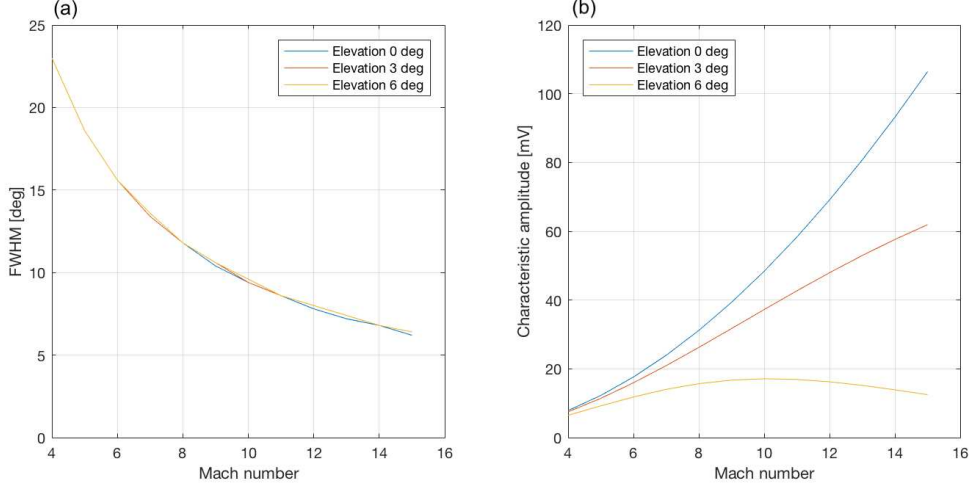 (a)
25
20
15
10
5
0
FWHM [deg]
Elevation 0 deg
Elevation 3 deg
Elevation 6 deg
4 6 8 10 12 14 16
Mach number
(b)
120
100
80
60
40
20
0
Characteristic amplitude [mV]
Elevation 0 deg
Elevation 3 deg
Elevation 6 deg
4 6 8 10 12 14 16
Mach number